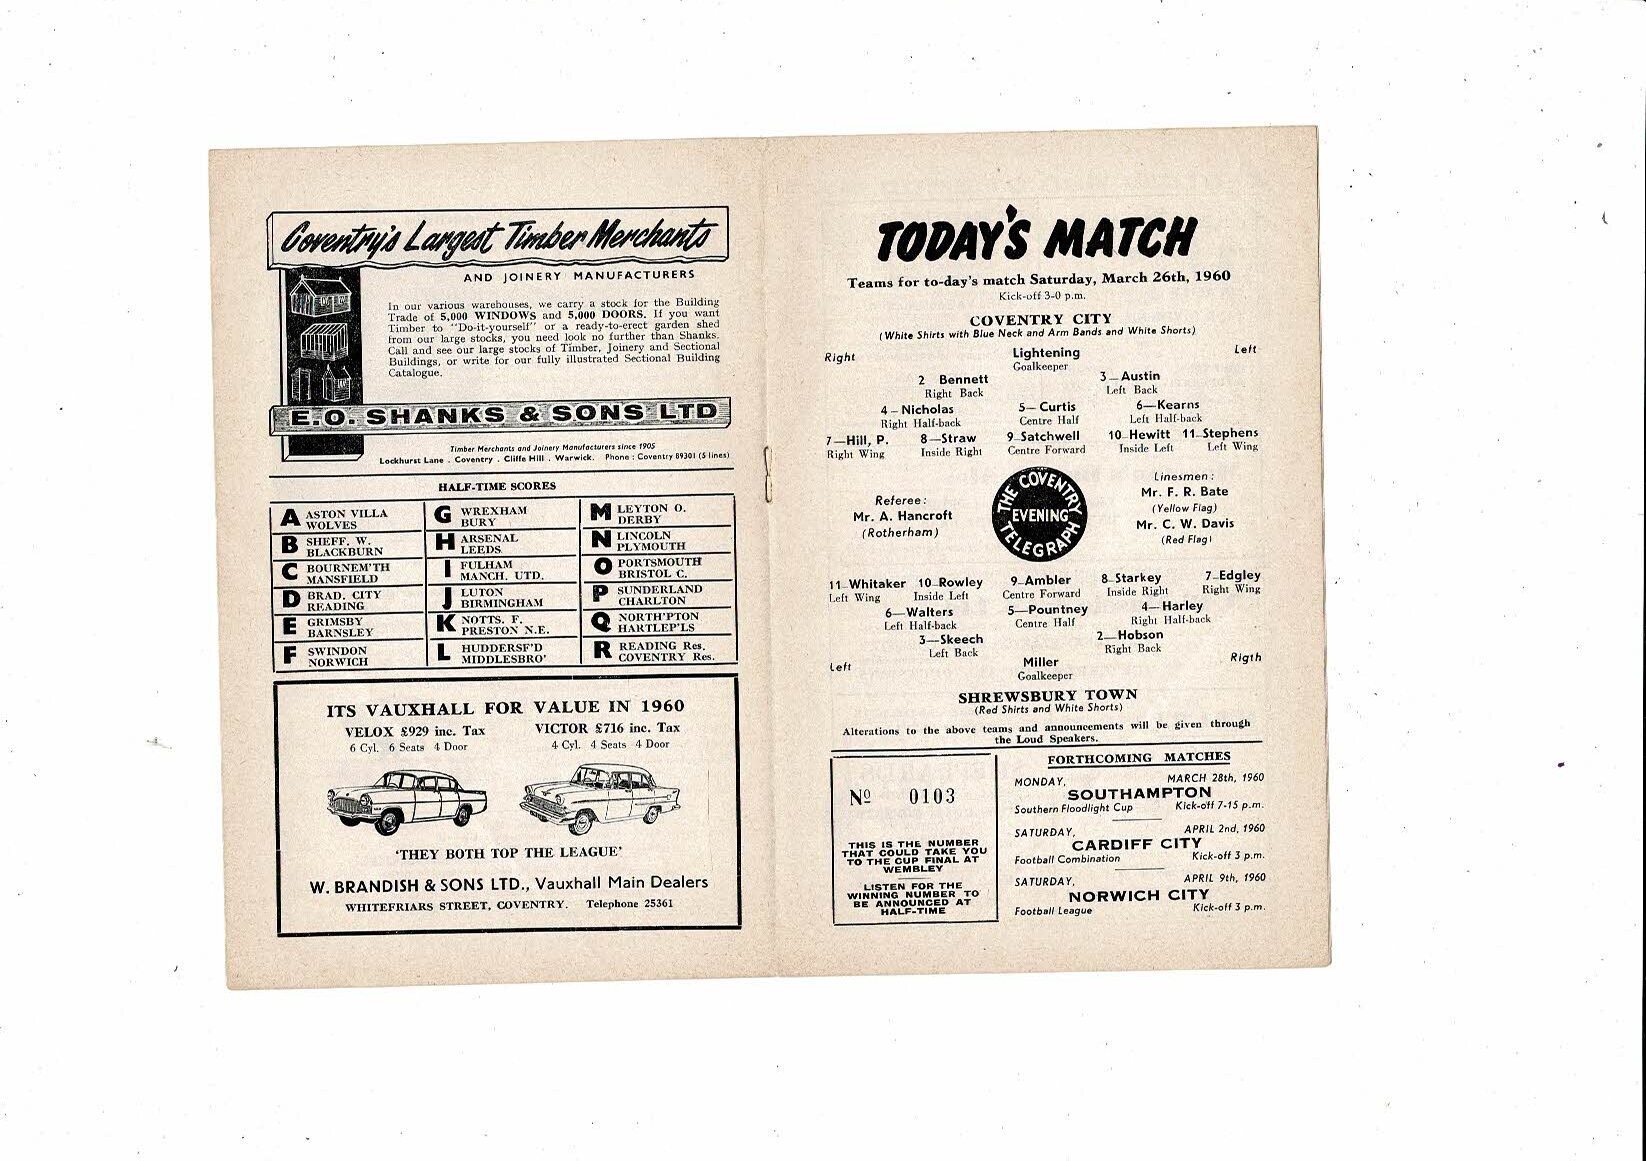 Coventry's Largest Timber Merchants
AND JOINERY MANUFACTURERS
In our various warehouses, we carry a stock for the Building
Trade of 5,000 WINDOWS and 5,000 DOORS. If you want
Timber to "Do-it-yourself" or a ready-to-erect garden shed
from our large stocks, you need look no further than Shanks.
Call and see our large stocks of Timber, Joinery and Sectional
Buildings, or write for our fully illustrated Sectional Building
Catalogue.
E.O. SHANKS & SONS LTD
Timber Merchants and Joinery Manufacturers since 1905
Lockhurst Lane . Coventry . Cliffe Hill . Warwick. Phone : Coventry 89301 (5 lines)
HALF-TIME SCORES
A ASTON VILLA
WOLVES
B SHEFF. W.
BLACKBURN
C BOURNEM'TH
MANSFIELD
D BRAD. CITY
READING
E GRIMSBY
BARNSLEY
F SWINDON
NORWICH
G WREXHAM
BURY
H ARSENAL
LEEDS
I FULHAM
MANCH. UTD.
J LUTON
BIRMINGHAM
K NOTTS. F.
PRESTON N.E.
L HUDDERSF'D
MIDDLESBRO'
M LEYTON O.
DERBY
N LINCOLN
PLYMOUTH
O PORTSMOUTH
BRISTOL C.
P SUNDERLAND
CHARLTON
Q NORTH'PTON
HARTLEP'LS
R READING Res.
COVENTRY Res.
ITS VAUXHALL FOR VALUE IN 1960
VELOX £929 inc. Tax
6 Cyl. 6 Seats 4 Door
VICTOR £716 inc. Tax
4 Cyl. 4 Seats 4 Door
'THEY BOTH TOP THE LEAGUE'
W. BRANDISH & SONS LTD., Vauxhall Main Dealers
WHITEFRIARS STREET, COVENTRY. Telephone 25361
TODAY'S MATCH
Teams for to-day's match Saturday, March 26th, 1960
Kick-off 3-0 p.m.
COVENTRY CITY
(White Shirts with Blue Neck and Arm Bands and White Shorts)
Right Lightening Left
Goalkeeper
2 Bennett 3—Austin
Right Back Left Back
4—Nicholas 5—Curtis 6—Kearns
Right Half-back Centre Half Left Half-back
7—Hill, P. 8—Straw 9—Satchwell 10—Hewitt 11—Stephens
Right Wing Inside Right Centre Forward Inside Left Left Wing
Referee :
Mr. A. Hancroft
(Rotherham)
THE COVENTRY
EVENING
TELEGRAPH
Linesmen :
Mr. F. R. Bate
(Yellow Flag)
Mr. C. W. Davis
(Red Flag)
11—Whitaker 10—Rowley 9—Ambler 8—Starkey 7—Edgley
Left Wing Inside Left Centre Forward Inside Right Right Wing
6—Walters 5—Pountney 4—Harley
Left Half-back Centre Half Right Half-back
3—Skeech 2—Hobson
Left Back Right Back
Left Miller Rigth
Goalkeeper
SHREWSBURY TOWN
(Red Shirts and White Shorts)
Alterations to the above teams and announcements will be given through
the Loud Speakers.
Nº 0103
THIS IS THE NUMBER
THAT COULD TAKE YOU
TO THE CUP FINAL AT
WEMBLEY
LISTEN FOR THE
WINNING NUMBER TO
BE ANNOUNCED AT
HALF-TIME
FORTHCOMING MATCHES
MONDAY, MARCH 28th, 1960
SOUTHAMPTON
Southern Floodlight Cup Kick-off 7-15 p.m.
SATURDAY, APRIL 2nd, 1960
CARDIFF CITY
Football Combination Kick-off 3 p.m.
SATURDAY, APRIL 9th, 1960
NORWICH CITY
Football League Kick-off 3 p.m.